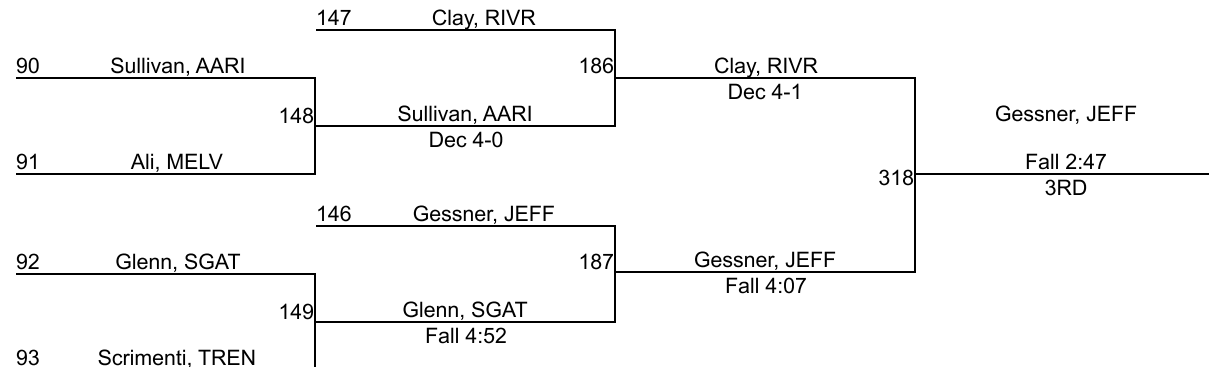 147 Clay, RIVR
90 Sullivan, AARI
186 Clay, RIVR
Dec 4-1
148 Sullivan, AARI
Dec 4-0
Gessner, JEFF
91 Ali, MELV
Fall 2:47
318
3RD
146 Gessner, JEFF
92 Glenn, SGAT
187 Gessner, JEFF
Fall 4:07
149 Glenn, SGAT
Fall 4:52
93 Scrimenti, TREN